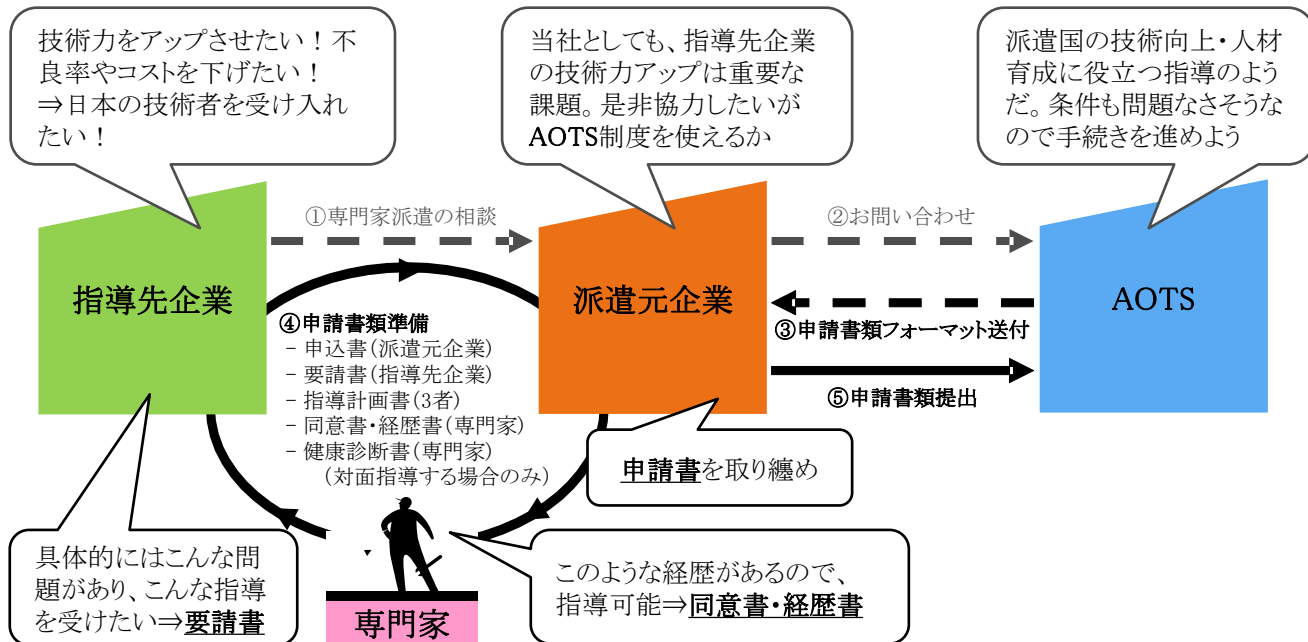 技術力をアップさせたい！不
良率やコストを下げたい！
⇒日本の技術者を受け入れ
たい！
当社としても、指導先企業
の技術力アップは重要な
課題。是非協力したいが
AOTS制度を使えるか
派遣国の技術向上・人材
育成に役立つ指導のよう
だ。条件も問題なさそうな
ので手続きを進めよう
①専門家派遣の相談
②お問い合わせ
指導先企業
派遣元企業
AOTS
③申請書類フォーマット送付
④申請書類準備
－申込書（派遣元企業）
－要請書（指導先企業）
－指導計画書（3者）
－同意書・経歴書（専門家）
－健康診断書（専門家）
（対面指導する場合のみ）
⑤申請書類提出
申請書を取り纏め
具体的にはこんな問
題があり、こんな指導
を受けたい⇒要請書
このような経歴があるので、
指導可能⇒同意書・経歴書
専門家